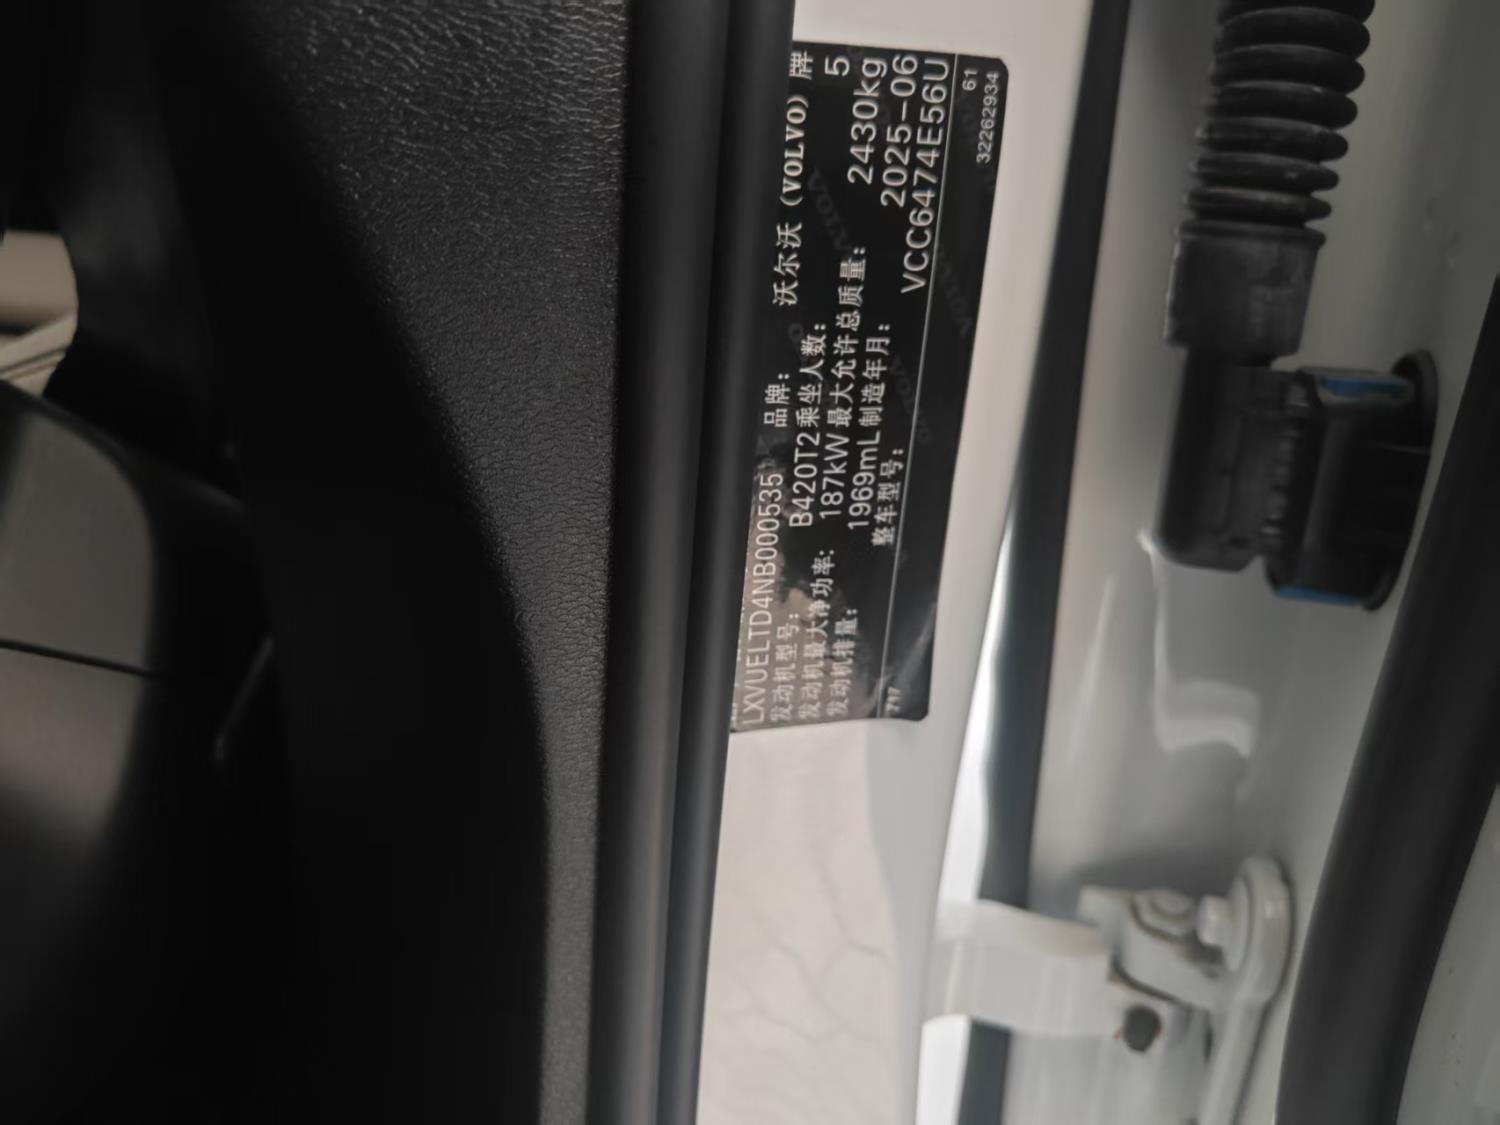 LXVUELTD4NB000535
品牌: 沃尔沃 (VOLVO) 牌
发动机型号: B420T2 乘坐人数: 5
发动机最大净功率: 187kW 最大允许总质量: 2430kg
发动机排量: 1969mL 制造年月: 2025-06
整车型号: VCC6474E56U
717
61
32262934